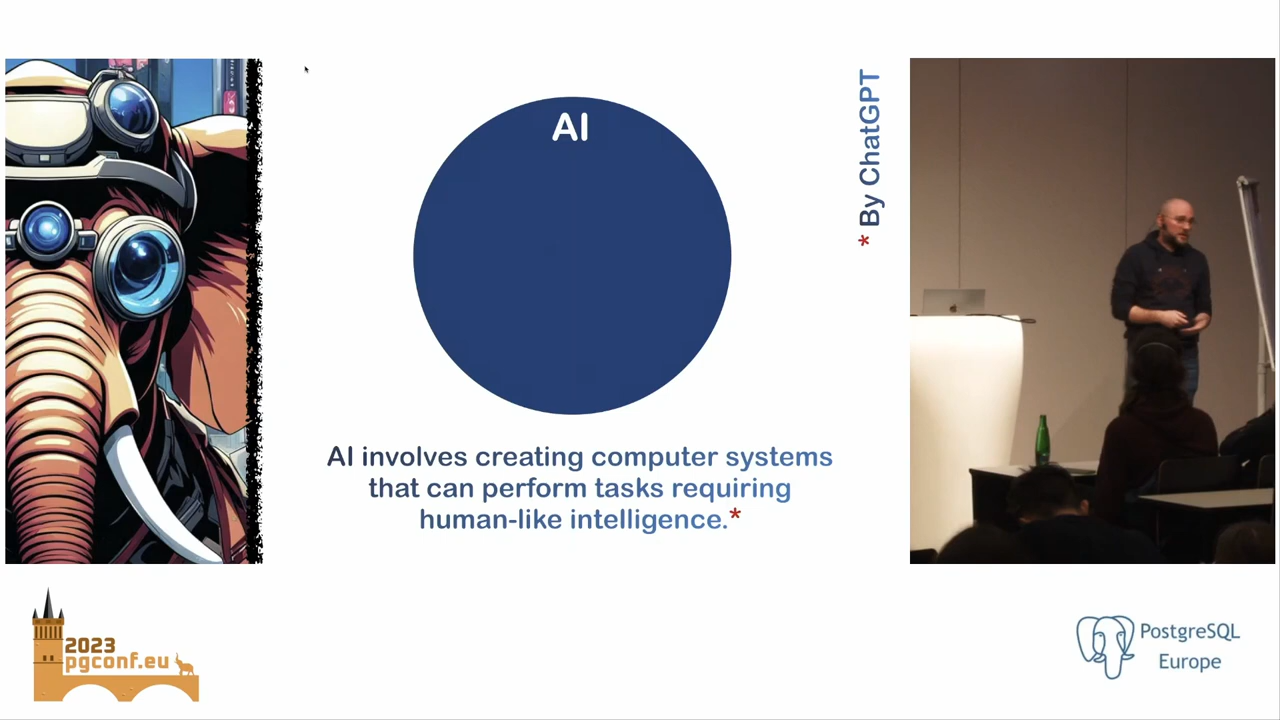 AI
* By ChatGPT
AI involves creating computer systems
that can perform tasks requiring
human-like intelligence.*
2023
pgconf.eu
PostgreSQL
Europe